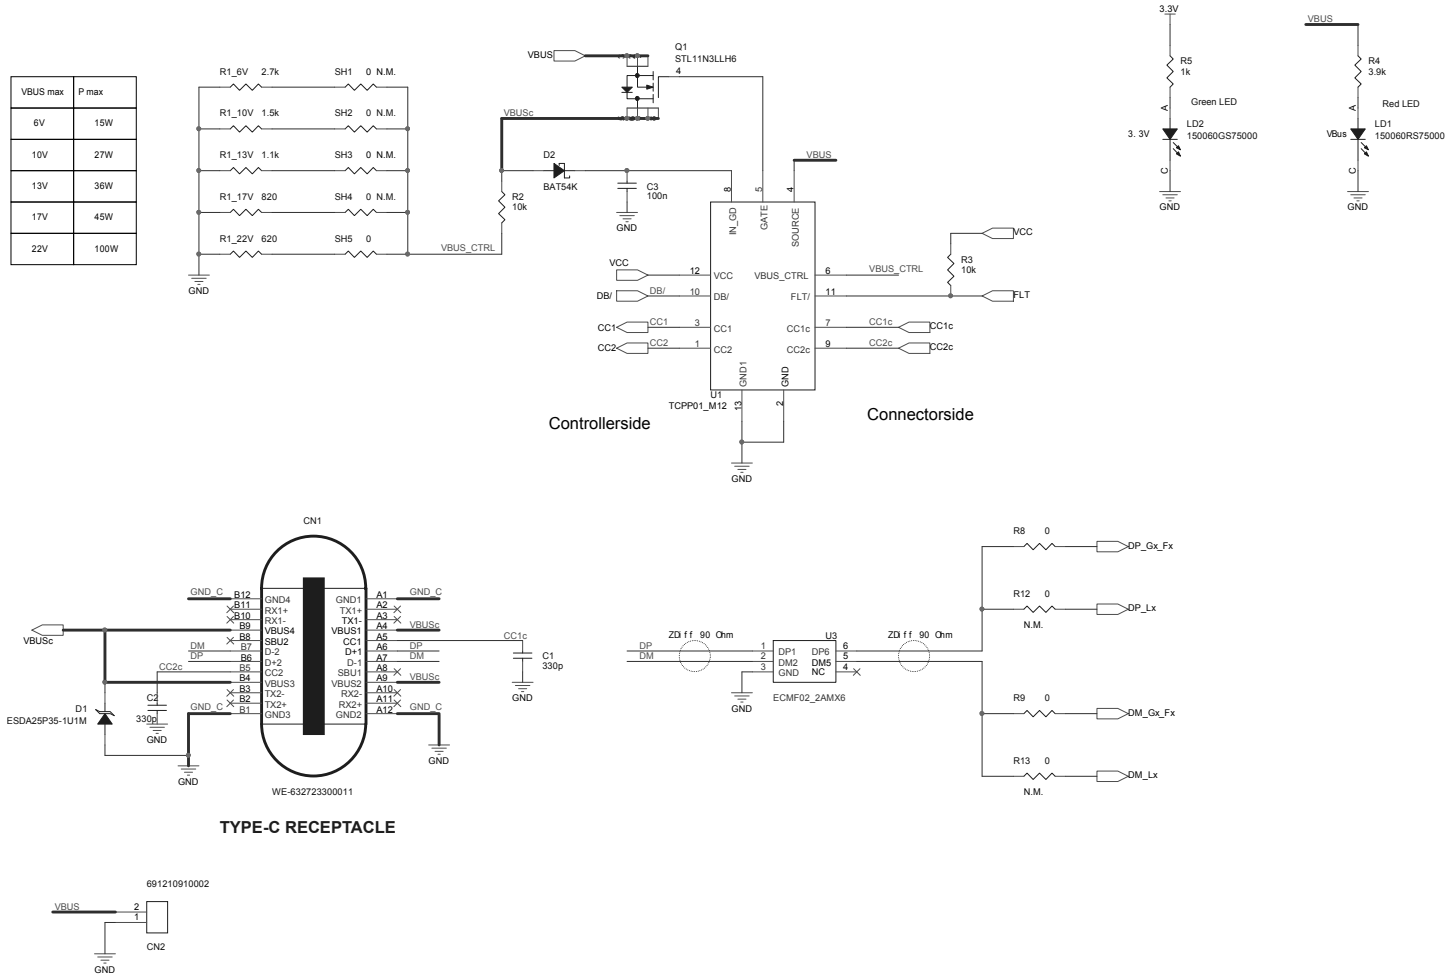 3.3V
VBUS
R5
1k
R4
3.9k
A
Green LED
A
Red LED
3. 3V
LD2
150060GS75000
VBus
LD1
150060RS75000
C
C
GND
GND
VBUS max P max
6V 15W
10V 27W
13V 36W
17V 45W
22V 100W
R1_6V 2.7k SH1 0 N.M.
R1_10V 1.5k SH2 0 N.M.
R1_13V 1.1k SH3 0 N.M.
R1_17V 820 SH4 0 N.M.
R1_22V 620 SH5 0
VBUS_CTRL
GND
VBUS
Q1
STL11N3LLH6
4
VBUSc
D2
BAT54K
R2
10k
C3
100n
GND
VBUS
8
5
4
IN_GD
GATE
SOURCE
VCC
12 VCC
DB/ DB/ 10 DB/
CC1 CC1 3 CC1
CC2 CC2 1 CC2
VBUS_CTRL 6 VBUS_CTRL
FLT/ 11 FLT
CC1c 7 CC1c CC1c
CC2c 9 CC2c CC2c
VCC
R3
10k
GND1
GND
U1
TCPP01_M12
13
2
GND
Controllerside
Connectorside
CN1
GND_C B12 GND4
B11 RX1+
B10 RX1-
B9 VBUS4
B8 SBU2
DM B7 D-2
DP B6 D+2
CC2c B5 CC2
B4 VBUS3
B3 TX2-
B2 TX2+
GND_C B1 GND3
GND1 A1 GND_C
TX1+ A2
TX1- A3
VBUS1 A4 VBUSc
CC1 A5 CC1c
D+1 A6 DP
D-1 A7 DM
SBU1 A8
VBUS2 A9 VBUSc
RX2- A10
RX2+ A11
GND2 A12 GND_C
VBUSc
D1
ESDA25P35-1U1M
C2
330p
GND
GND
GND
C1
330p
GND
WE-632723300011
TYPE-C RECEPTACLE
DP
DM
ZDiff 90 Ohm
U3
1 DP1 DP6 6
2 DM2 DM5 5
3 GND NC 4
ECMF02_2AMX6
GND
ZDiff 90 Ohm
R8 0
DP_Gx_Fx
R12 0
DP_Lx
N.M.
R9 0
DM_Gx_Fx
R13 0
DM_Lx
N.M.
691210910002
VBUS 2
1
CN2
GND